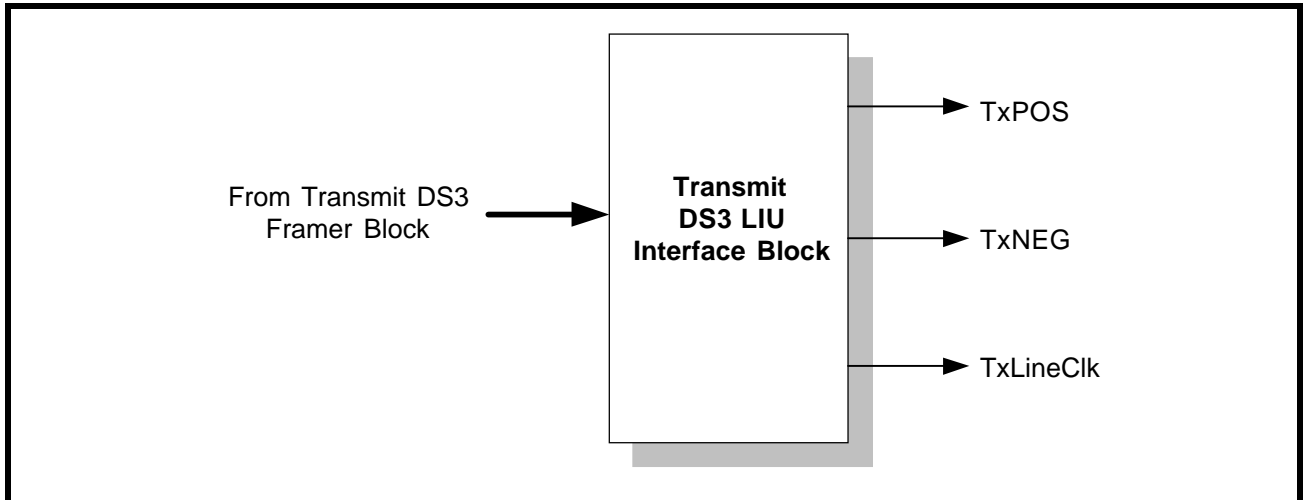 From Transmit DS3
Framer Block
Transmit
DS3 LIU
Interface Block
TxPOS
TxNEG
TxLineClk